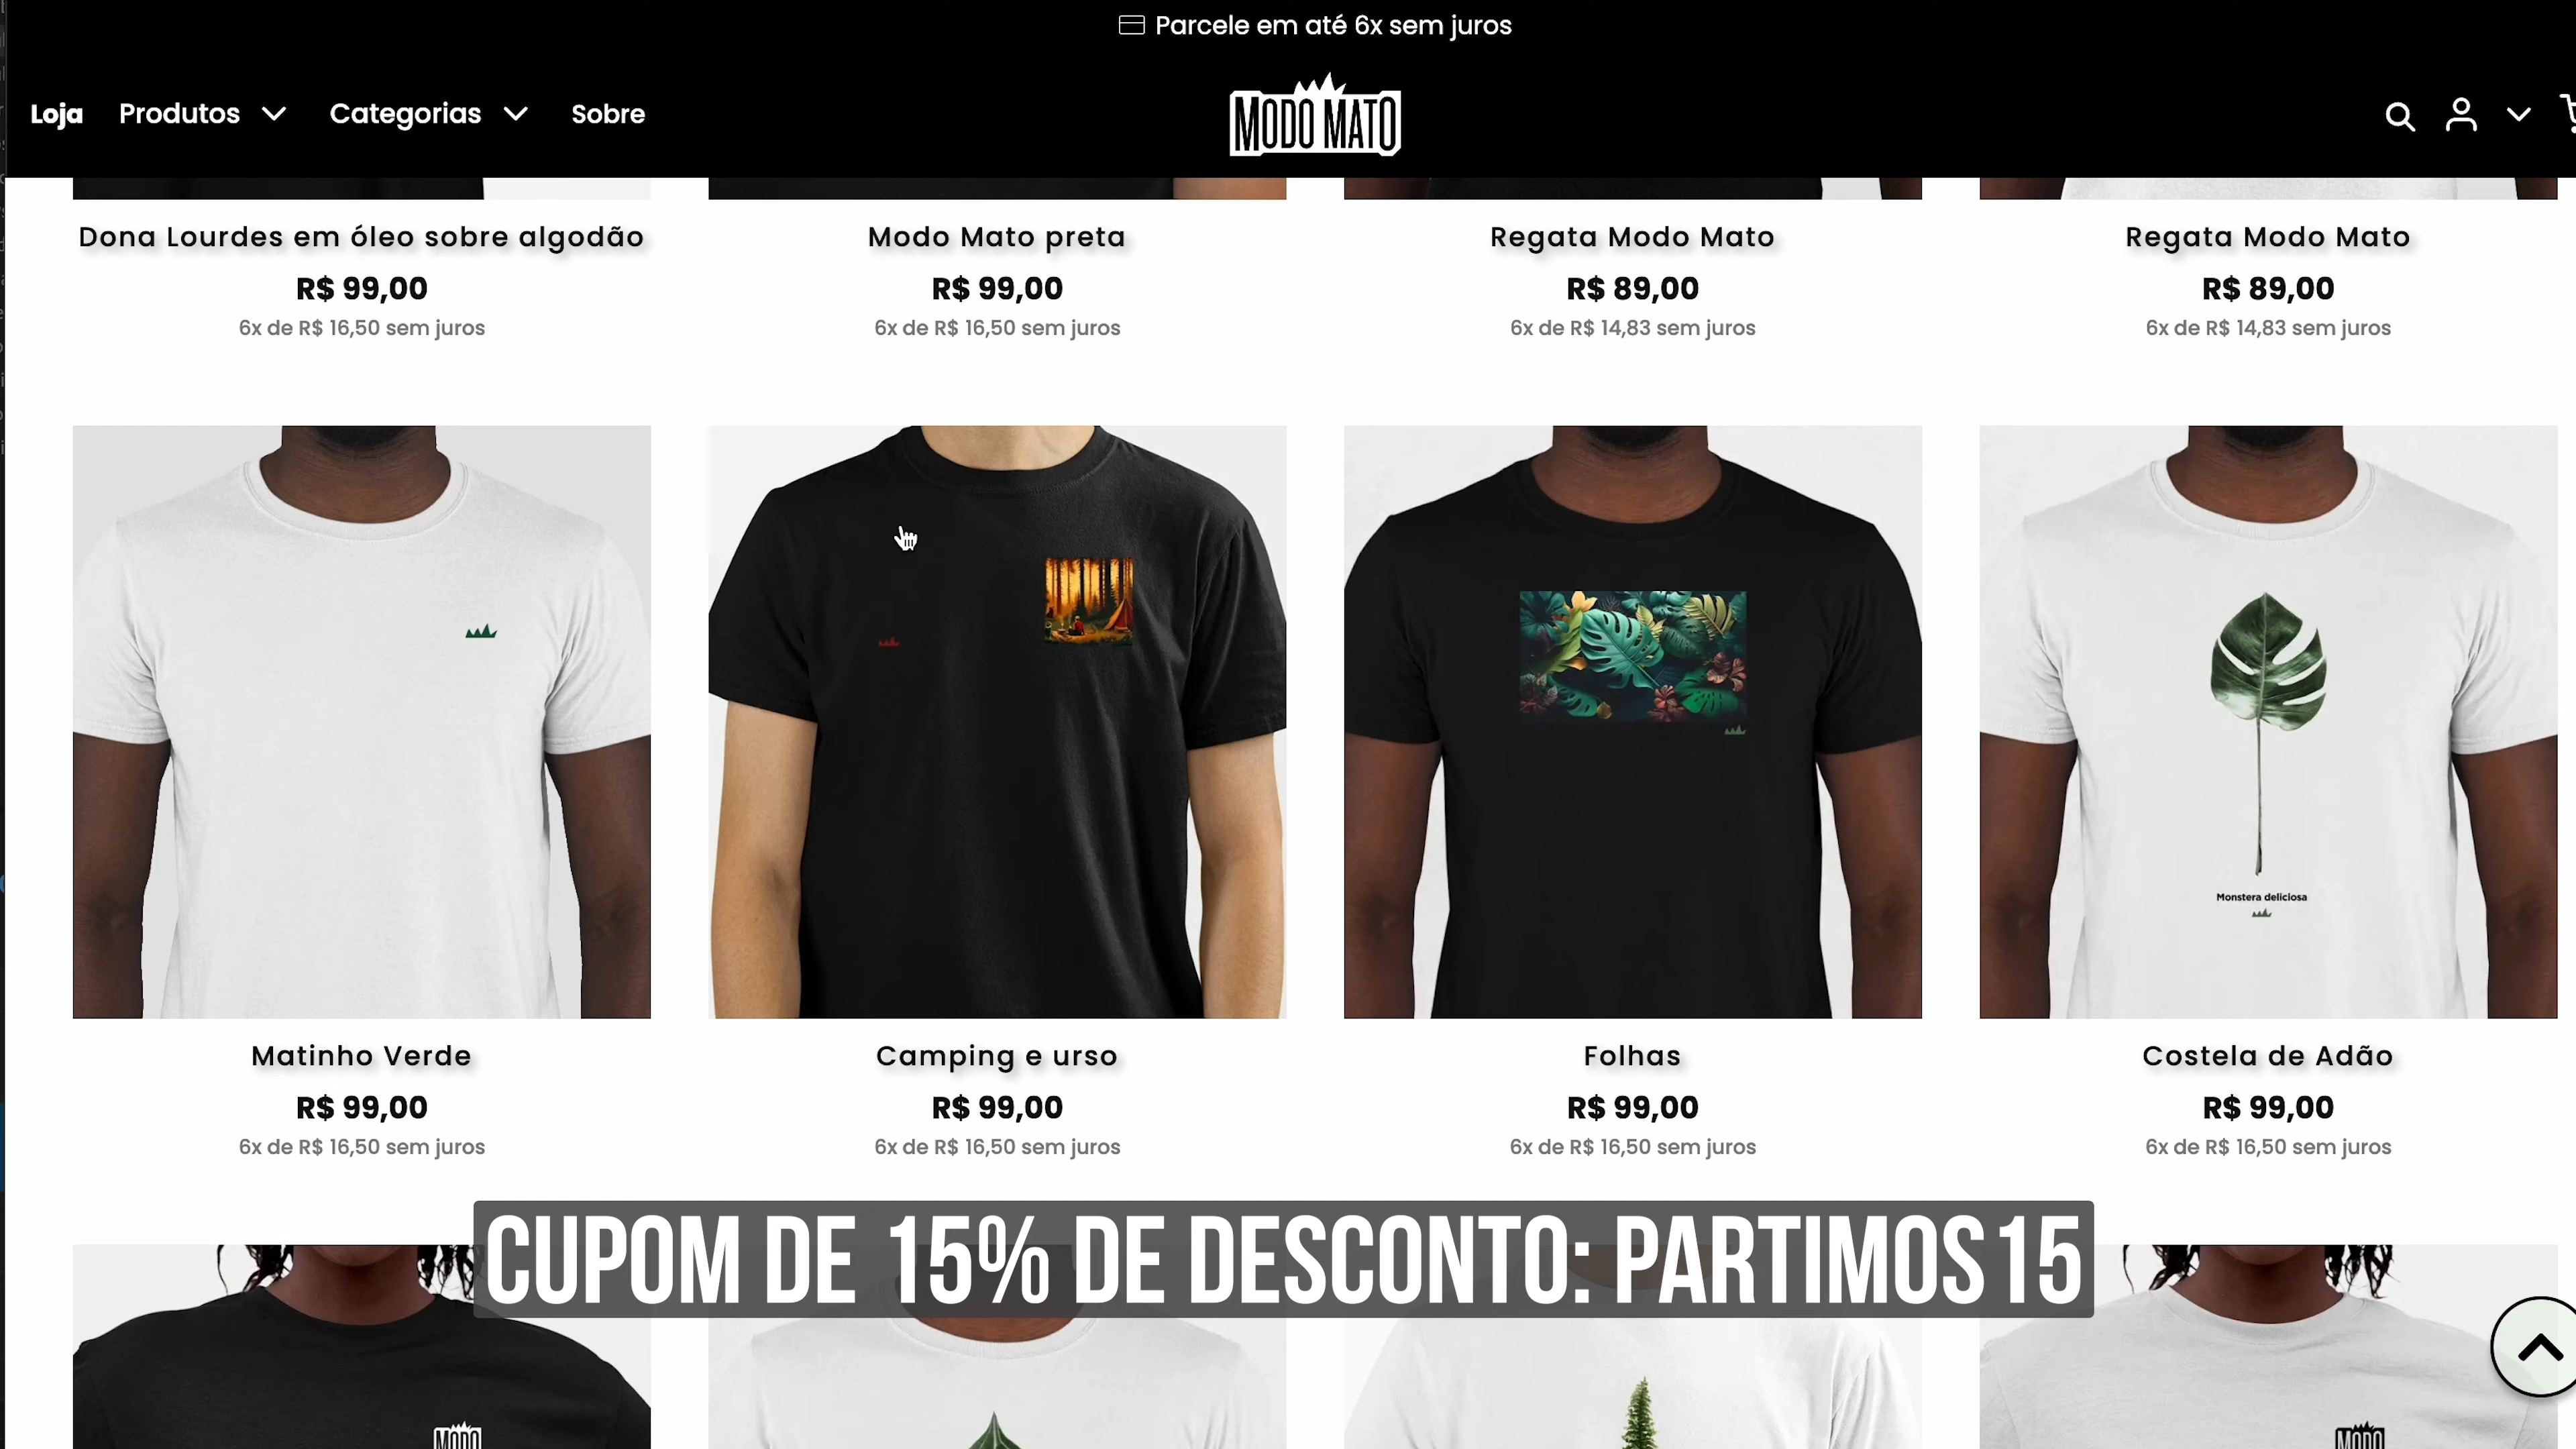 Parcele em até 6x sem juros
Loja Produtos Categorias Sobre
MODO MATO
Dona Lourdes em óleo sobre algodão
R$ 99,00
6x de R$ 16,50 sem juros
Modo Mato preta
R$ 99,00
6x de R$ 16,50 sem juros
Regata Modo Mato
R$ 89,00
6x de R$ 14,83 sem juros
Regata Modo Mato
R$ 89,00
6x de R$ 14,83 sem juros
Monstera deliciosa
Matinho Verde
R$ 99,00
6x de R$ 16,50 sem juros
Camping e urso
R$ 99,00
6x de R$ 16,50 sem juros
Folhas
R$ 99,00
6x de R$ 16,50 sem juros
Costela de Adão
R$ 99,00
6x de R$ 16,50 sem juros
CUPOM DE 15% DE DESCONTO: PARTIMOS15
MODO
MODO